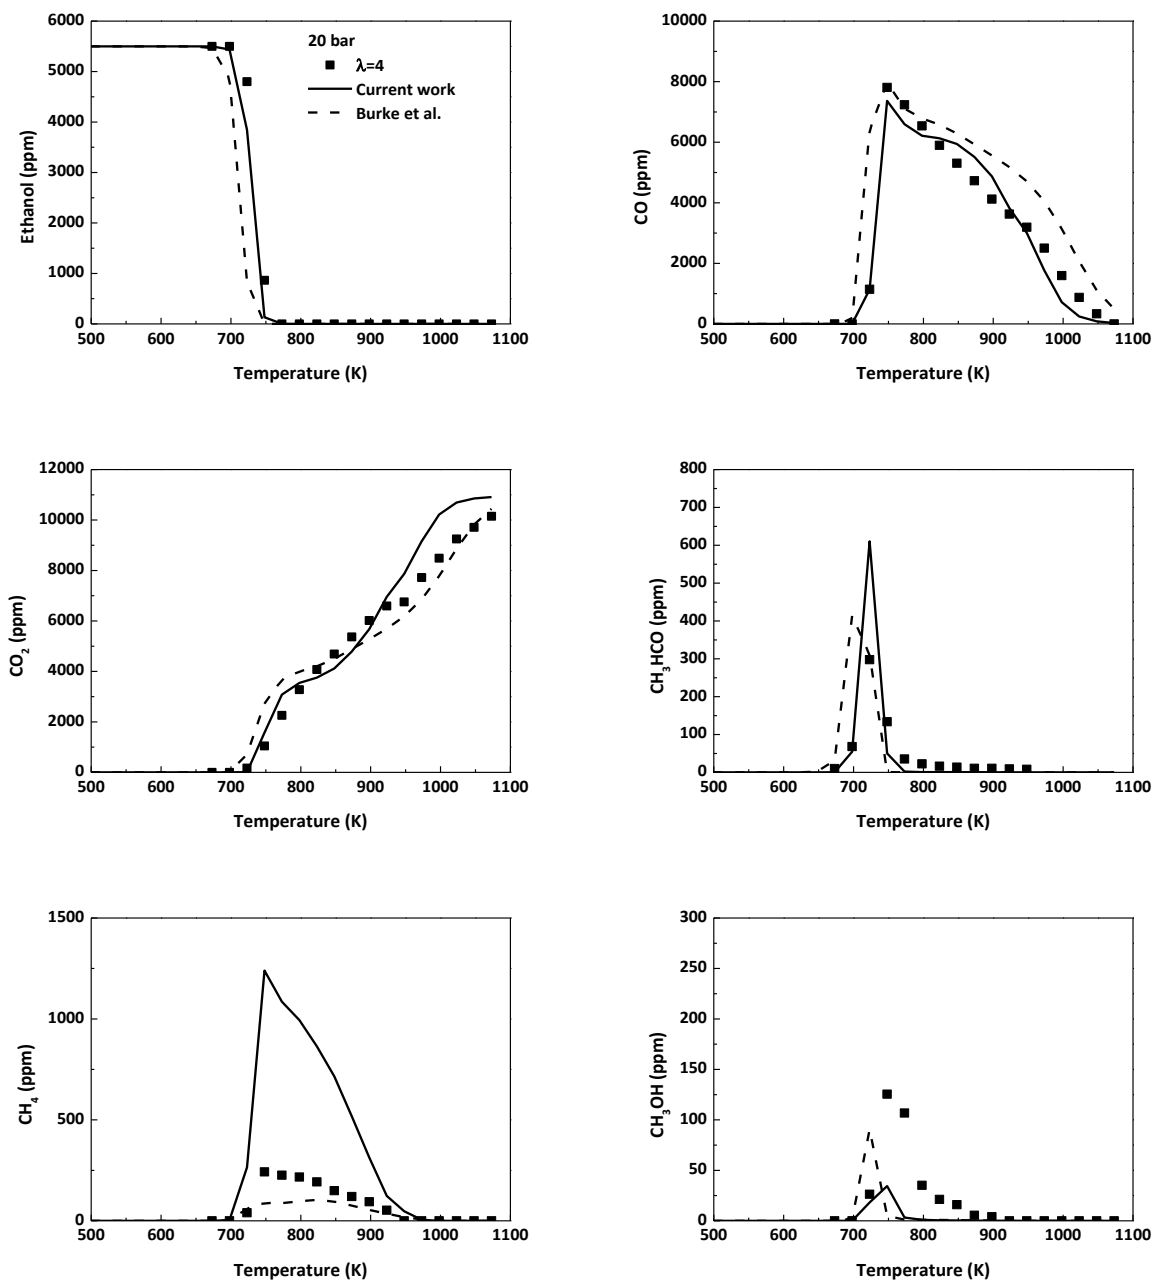 6000
5000
4000
3000
2000
1000
0
Ethanol (ppm)
20 bar
λ=4
Current work
Burke et al.
500 600 700 800 900 1000 1100
Temperature (K)
10000
8000
6000
4000
2000
0
CO (ppm)
500 600 700 800 900 1000 1100
Temperature (K)
12000
10000
8000
6000
4000
2000
0
CO₂ (ppm)
500 600 700 800 900 1000 1100
Temperature (K)
800
700
600
500
400
300
200
100
0
CH₃HCO (ppm)
500 600 700 800 900 1000 1100
Temperature (K)
1500
1000
500
0
CH₄ (ppm)
500 600 700 800 900 1000 1100
Temperature (K)
300
250
200
150
100
50
0
CH₃OH (ppm)
500 600 700 800 900 1000 1100
Temperature (K)